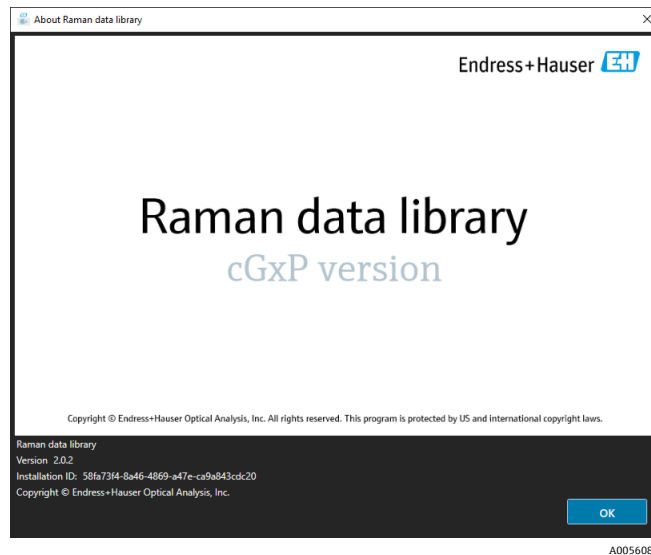 About Raman data library
Endress+Hauser EH
Raman data library
cGxP version
Copyright © Endress+Hauser Optical Analysis, Inc. All rights reserved. This program is protected by US and international copyright laws.
Raman data library
Version 2.0.2
Installation ID: 58fa73f4-8a46-4869-a47e-ca9a843cdc20
Copyright © Endress+Hauser Optical Analysis, Inc.
OK
A005608